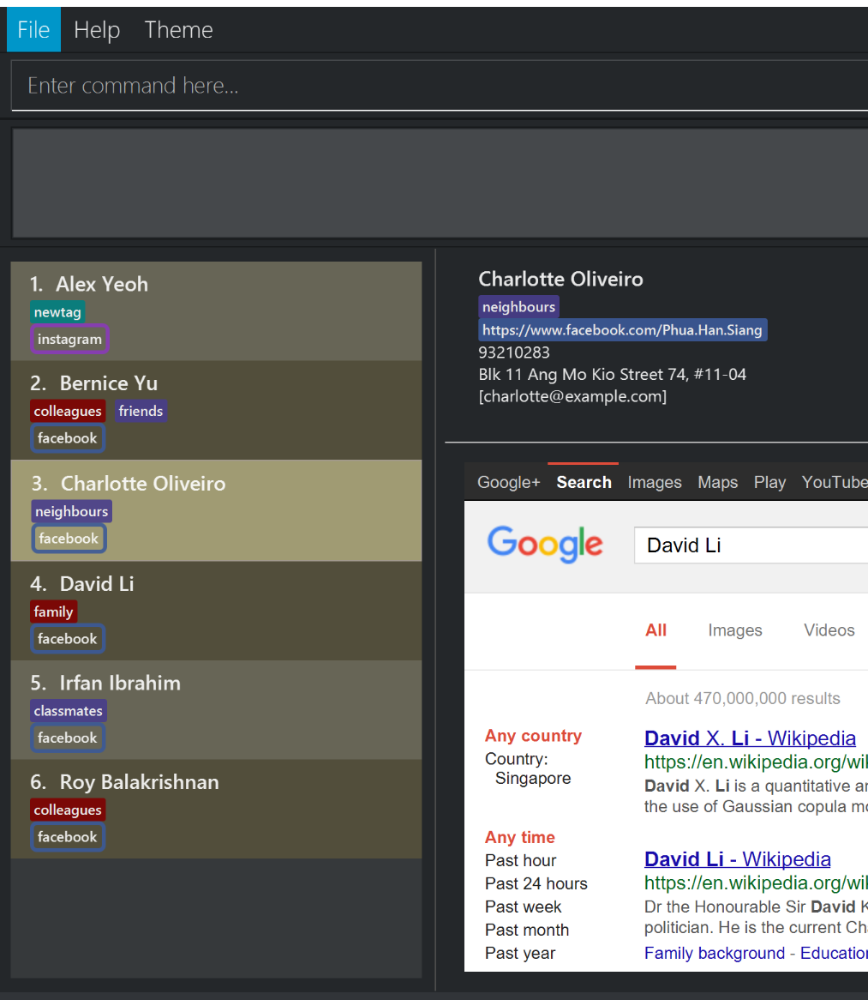 File Help Theme
Enter command here...
1. Alex Yeoh
newtag
instagram
2. Bernice Yu
colleagues friends
facebook
3. Charlotte Oliveiro
neighbours
facebook
4. David Li
family
facebook
5. Irfan Ibrahim
classmates
facebook
6. Roy Balakrishnan
colleagues
facebook
Charlotte Oliveiro
neighbours
https://www.facebook.com/Phua.Han.Siang
93210283
Blk 11 Ang Mo Kio Street 74, #11-04
[charlotte@example.com]
Google+ Search Images Maps Play YouTube
Google David Li
All Images Videos
About 470,000,000 results
Any country
Country:
Singapore
Any time
Past hour
Past 24 hours
Past week
Past month
Past year
David X. Li - Wikipedia
https://en.wikipedia.org/wi
David X. Li is a quantitative
the use of Gaussian copula
David Li - Wikipedia
https://en.wikipedia.org/wi
Dr the Honourable Sir David
politician. He is the current
Family background - Education